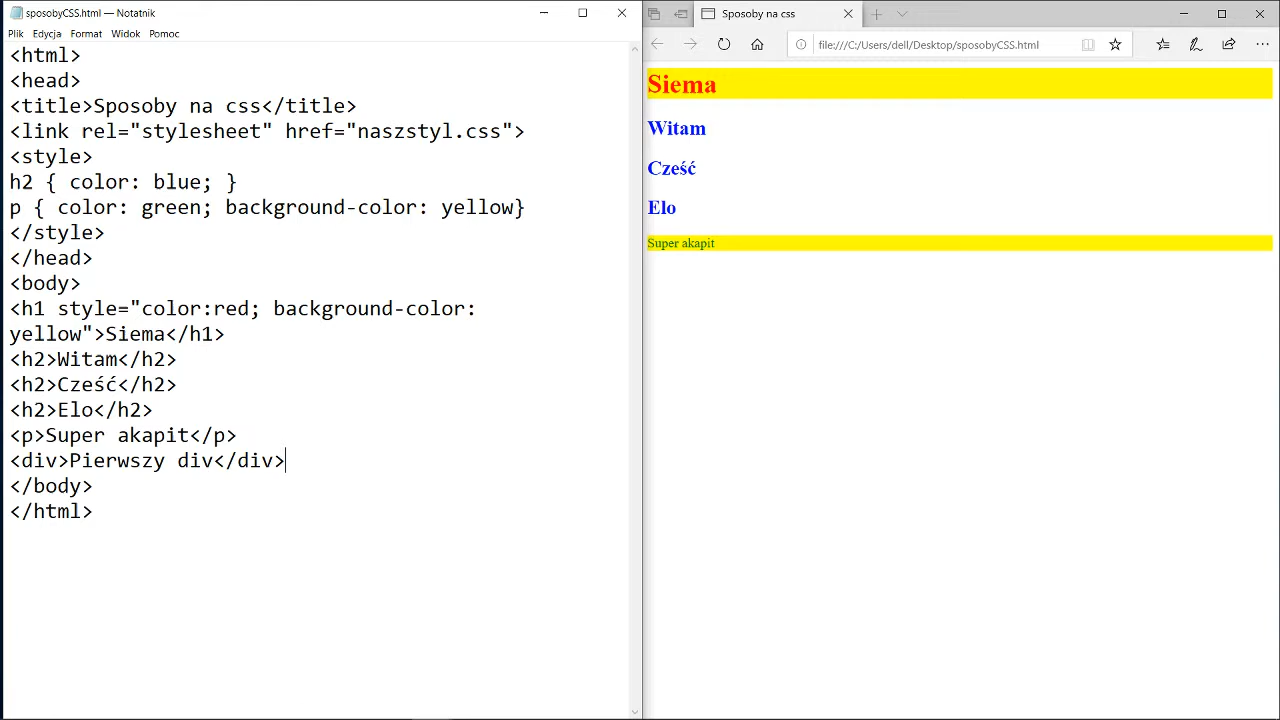 sposobyCSS.html — Notatnik
Plik Edycja Format Widok Pomoc
<html>
<head>
<title>Sposoby na css</title>
<link rel="stylesheet" href="naszstyl.css">
<style>
h2 { color: blue; }
p { color: green; background-color: yellow}
</style>
</head>
<body>
<h1 style="color:red; background-color:
yellow">Siema</h1>
<h2>Witam</h2>
<h2>Cześć</h2>
<h2>Elo</h2>
<p>Super akapit</p>
<div>Pierwszy div</div>
</body>
</html>
Sposoby na css
file:///C:/Users/dell/Desktop/sposobyCSS.html
Siema
Witam
Cześć
Elo
Super akapit